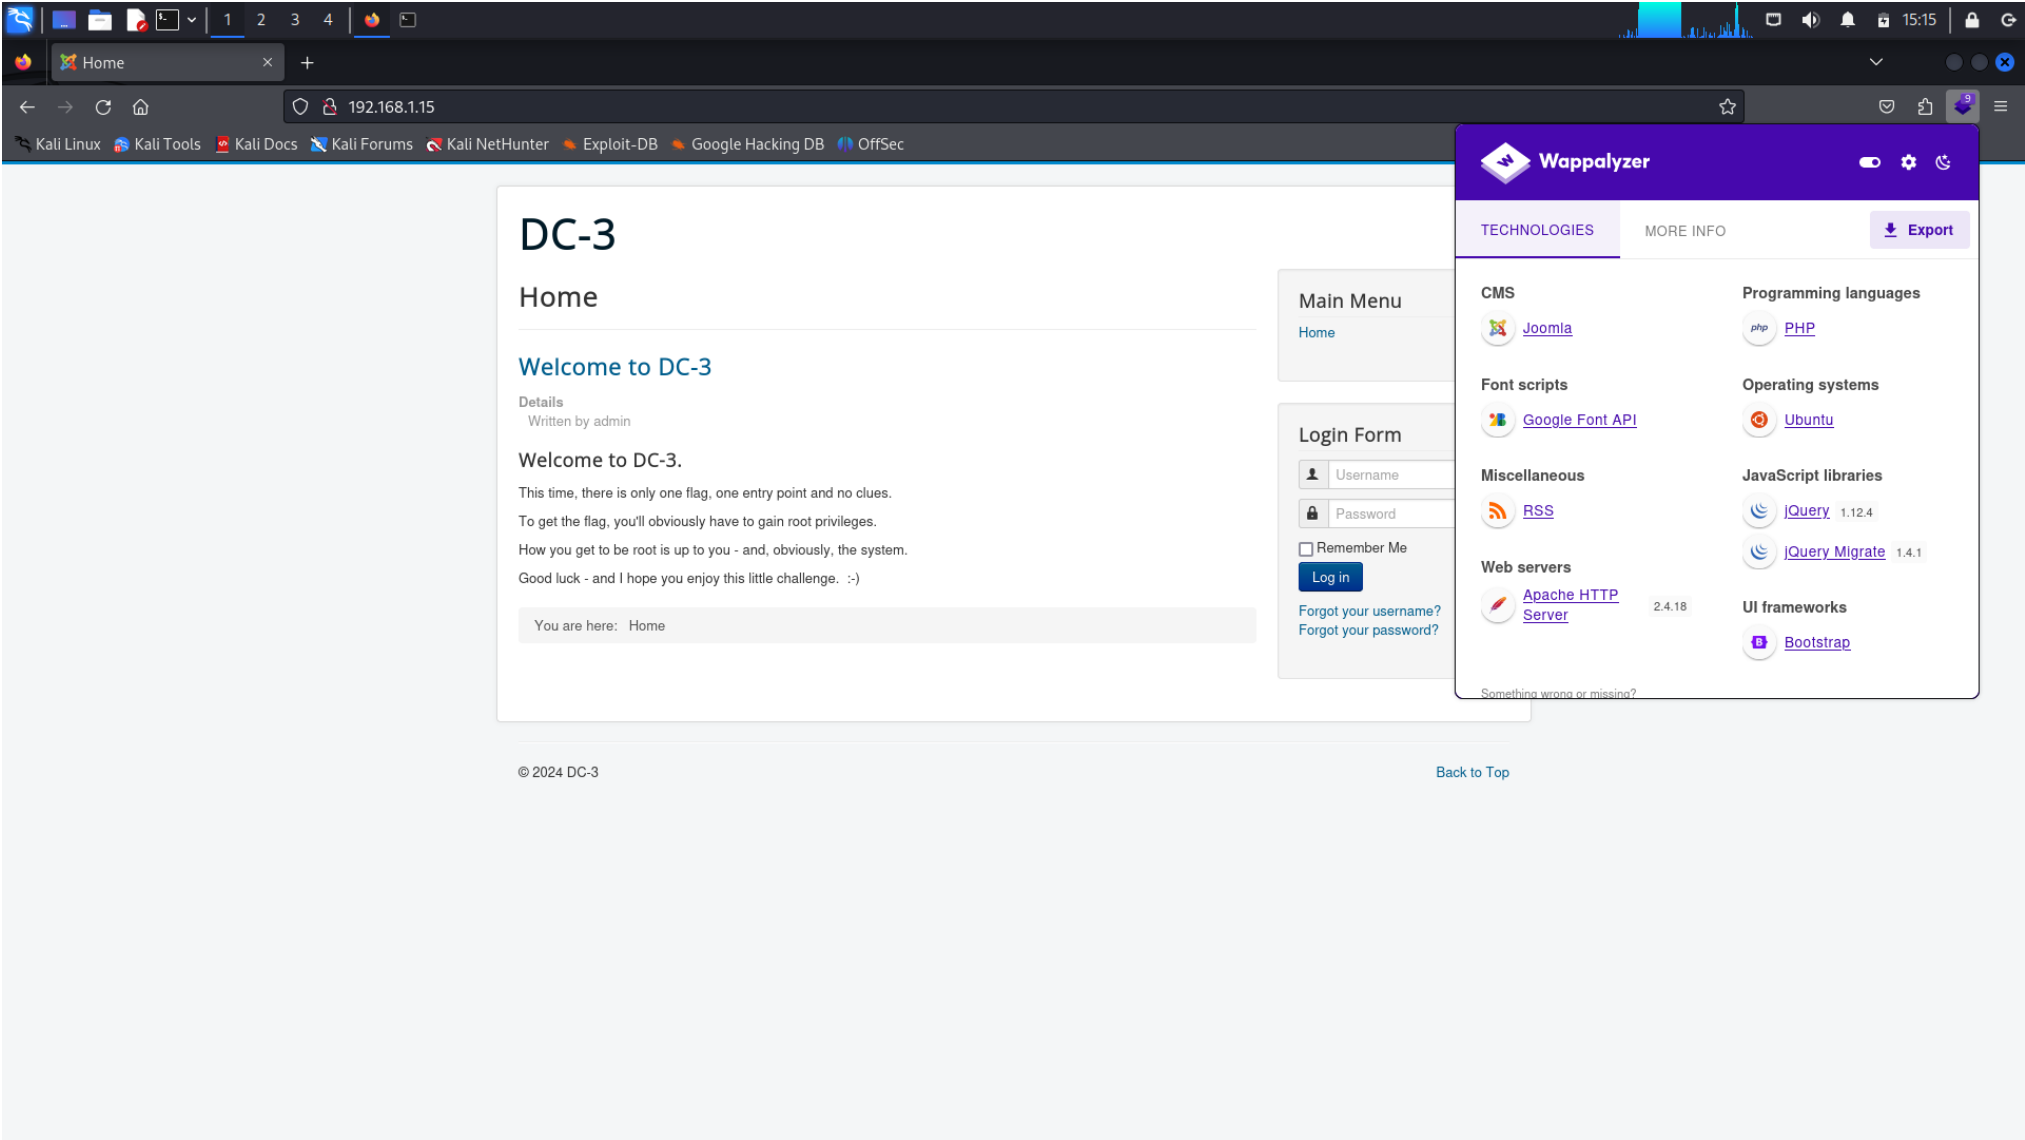 1 2 3 4 15:15
Home
192.168.1.15 9
Kali Linux Kali Tools Kali Docs Kali Forums Kali NetHunter Exploit-DB Google Hacking DB OffSec
DC-3
Home
Welcome to DC-3
Details
Written by admin
Welcome to DC-3.
This time, there is only one flag, one entry point and no clues.
To get the flag, you'll obviously have to gain root privileges.
How you get to be root is up to you - and, obviously, the system.
Good luck - and I hope you enjoy this little challenge. :-)
You are here: Home
Main Menu
Home
Login Form
Username
Password
Remember Me
Log in
Forgot your username?
Forgot your password?
© 2024 DC-3
Back to Top
Wappalyzer
TECHNOLOGIES MORE INFO Export
CMS
Joomla
Font scripts
Google Font API
Miscellaneous
RSS
Web servers
Apache HTTP
Server
2.4.18
Programming languages
php PHP
Operating systems
Ubuntu
JavaScript libraries
jQuery 1.12.4
jQuery Migrate 1.4.1
UI frameworks
B Bootstrap
Something wrong or missing?